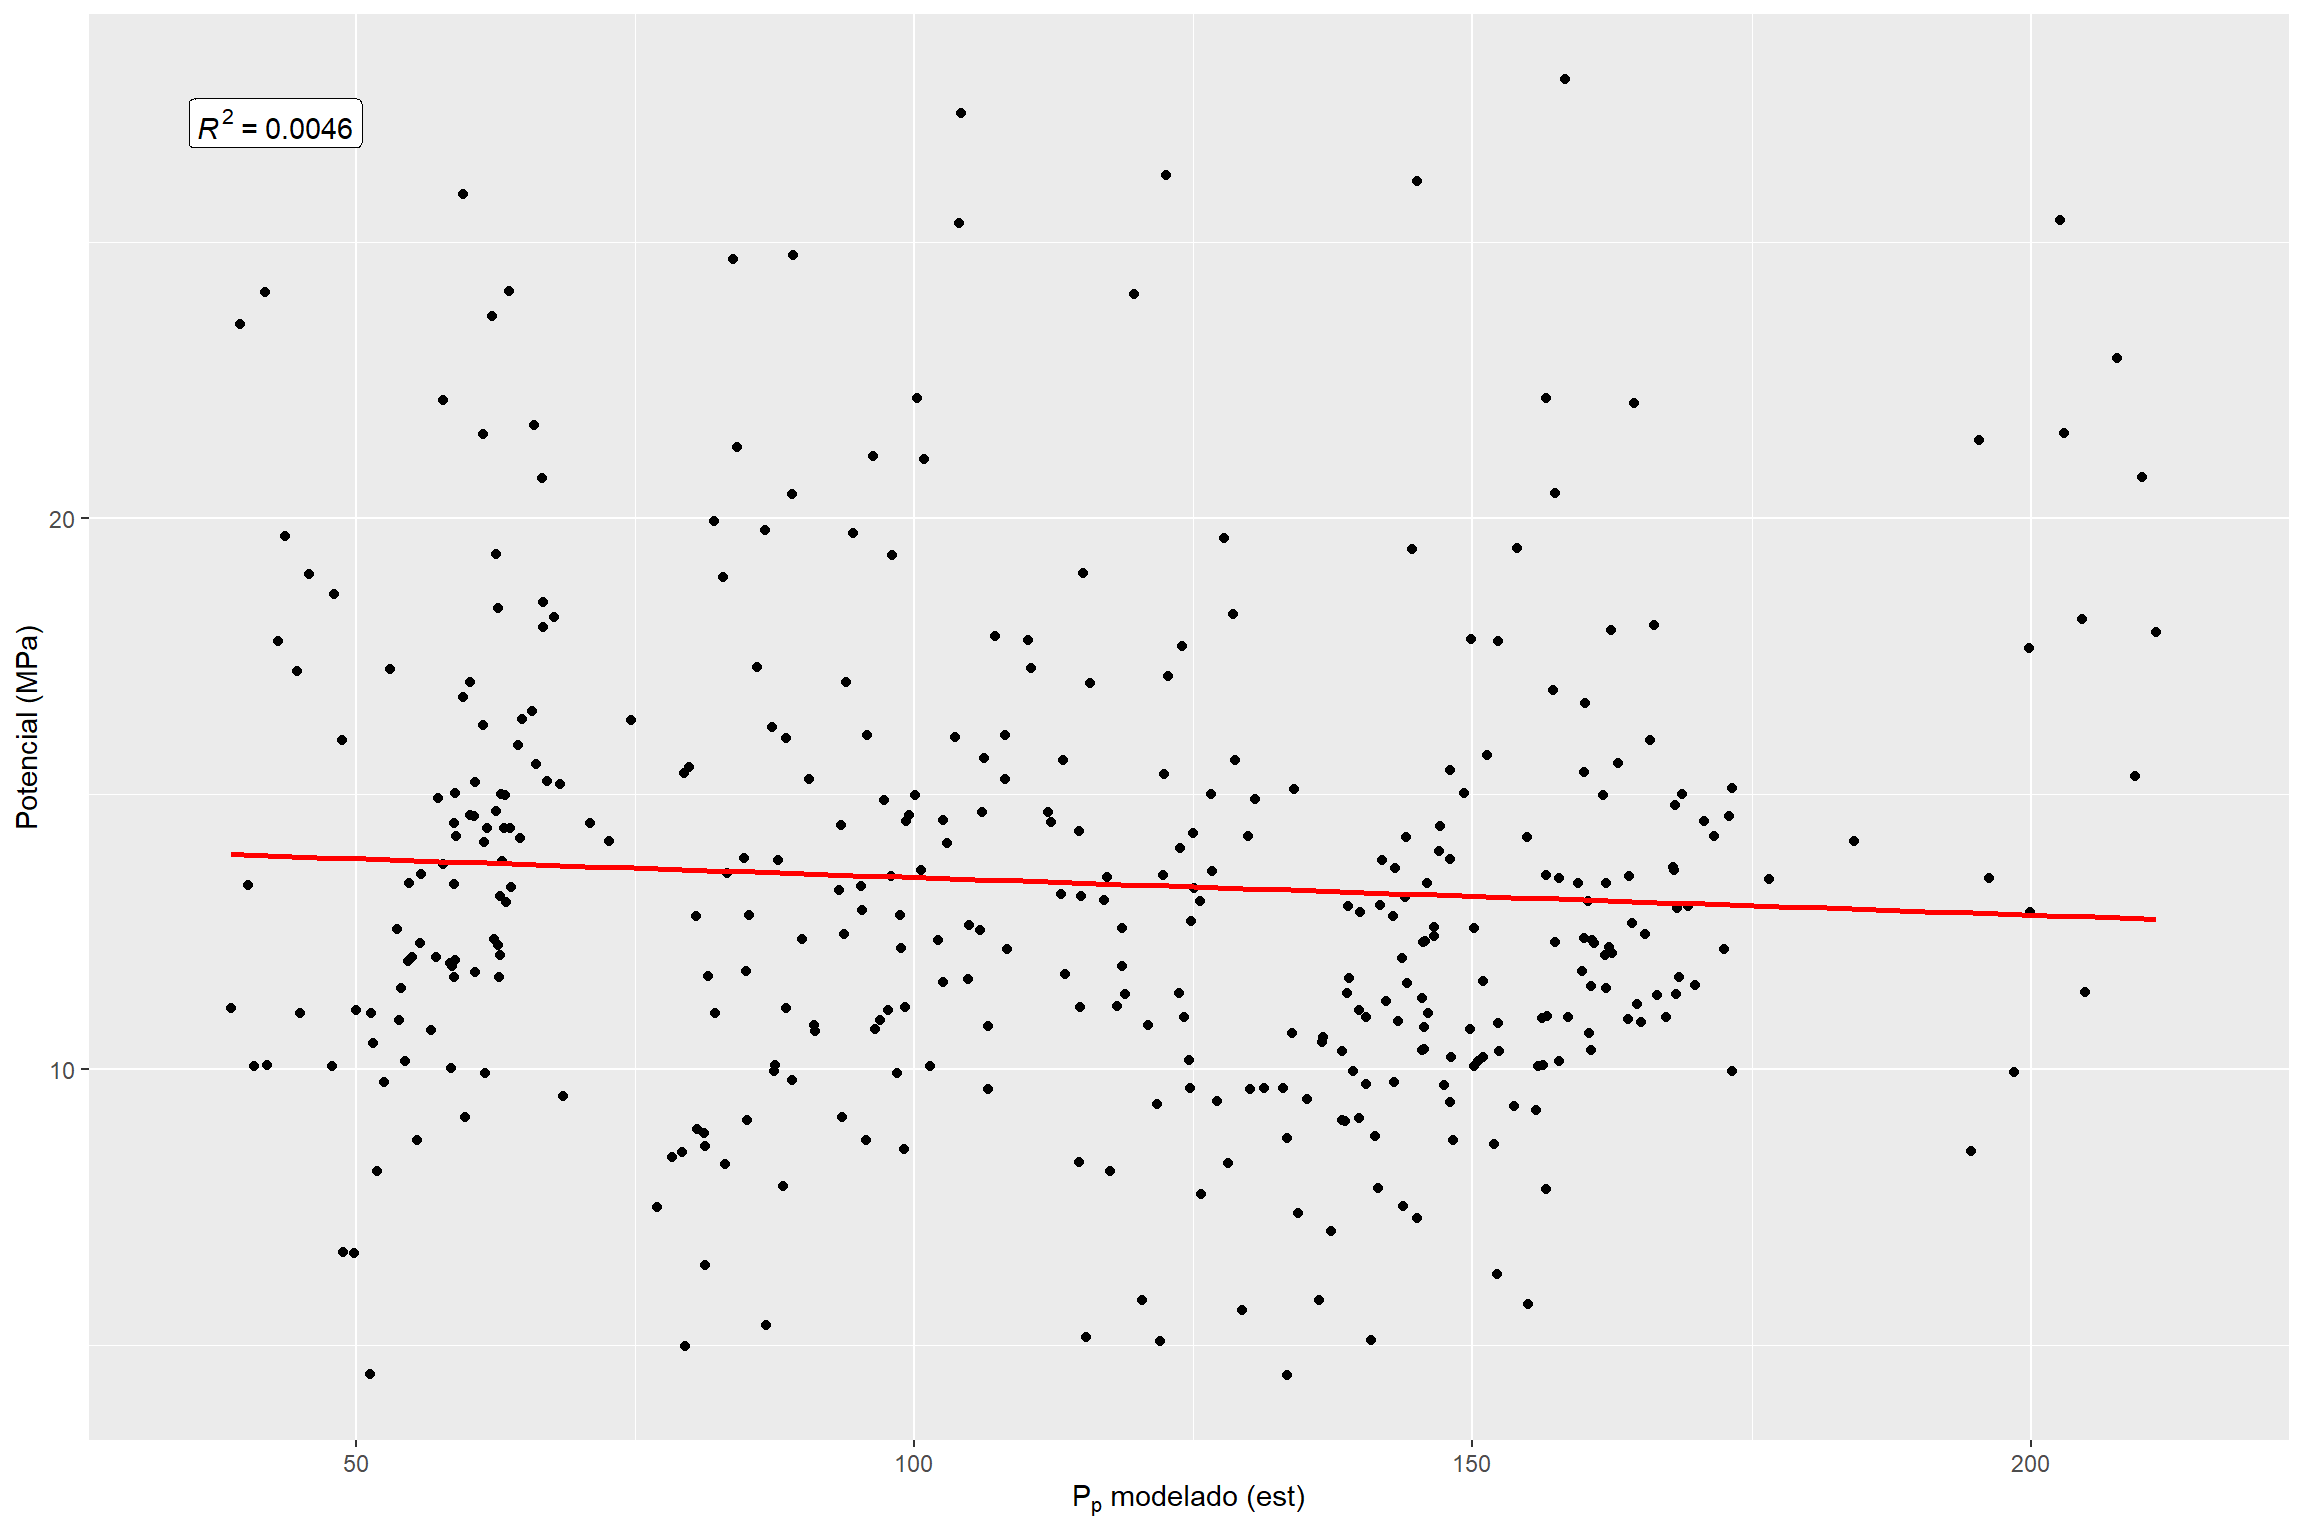 R² = 0.0046
Potencial (MPa)
20
10
50 100 150 200
Pₚ modelado (est)